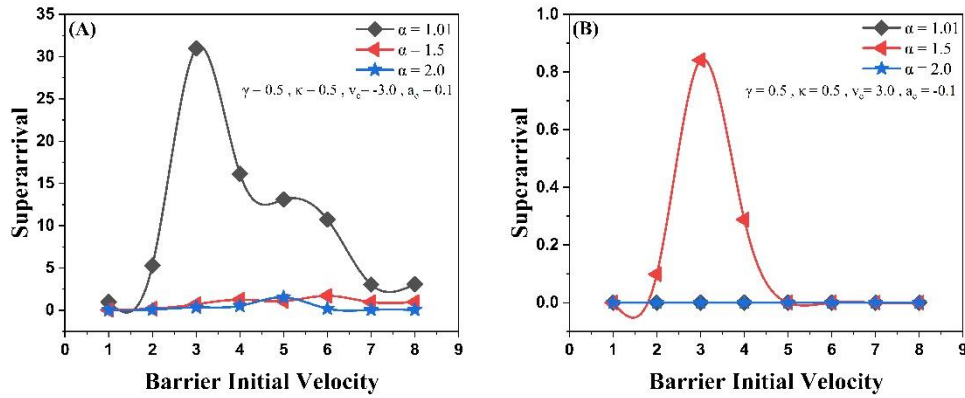 (A)
α = 1.01
α – 1.5
α = 2.0
γ – 0.5 , κ – 0.5 , vc– -3.0 , ac – 0.1
35
30
25
20
15
10
5
0
Superarrival
0 1 2 3 4 5 6 7 8 9
Barrier Initial Velocity
(B)
α = 1.01
α = 1.5
α = 2.0
γ = 0.5 , κ = 0.5 , vc= 3.0 , ac = -0.1
1.0
0.8
0.6
0.4
0.2
0.0
Superarrival
0 1 2 3 4 5 6 7 8 9
Barrier Initial Velocity